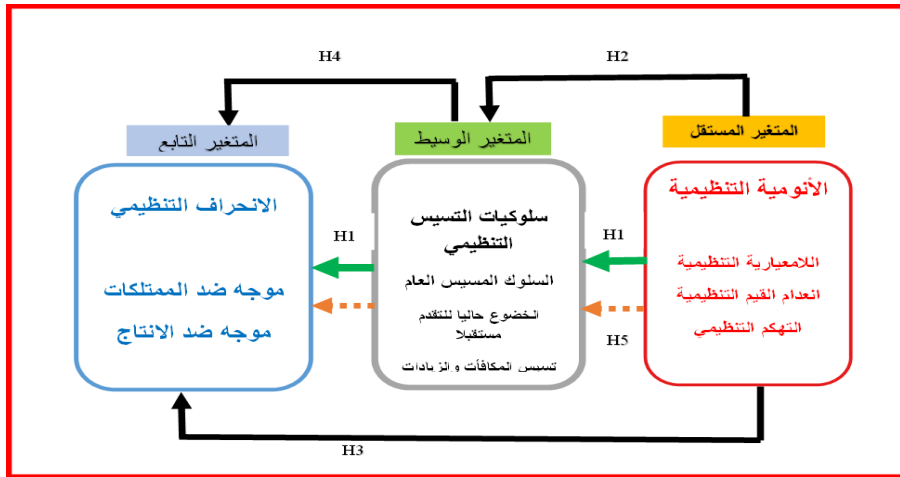 H2
H4
المتغير المستقل
المتغير الوسيط
المتغير التابع
الأنومية التنظيمية
اللامعيارية التنظيمية
انعدام القيم التنظيمية
التهكم التنظيمي
H1
H5
سلوكيات التسيس
التنظيمي
السلوك المسيس العام
الخضوع حاليا للتقدم
مستقبلا
تسيس المكافأت والزيادات
H1
الانحراف التنظيمي
موجه ضد الممتلكات
موجه ضد الانتاج
H3